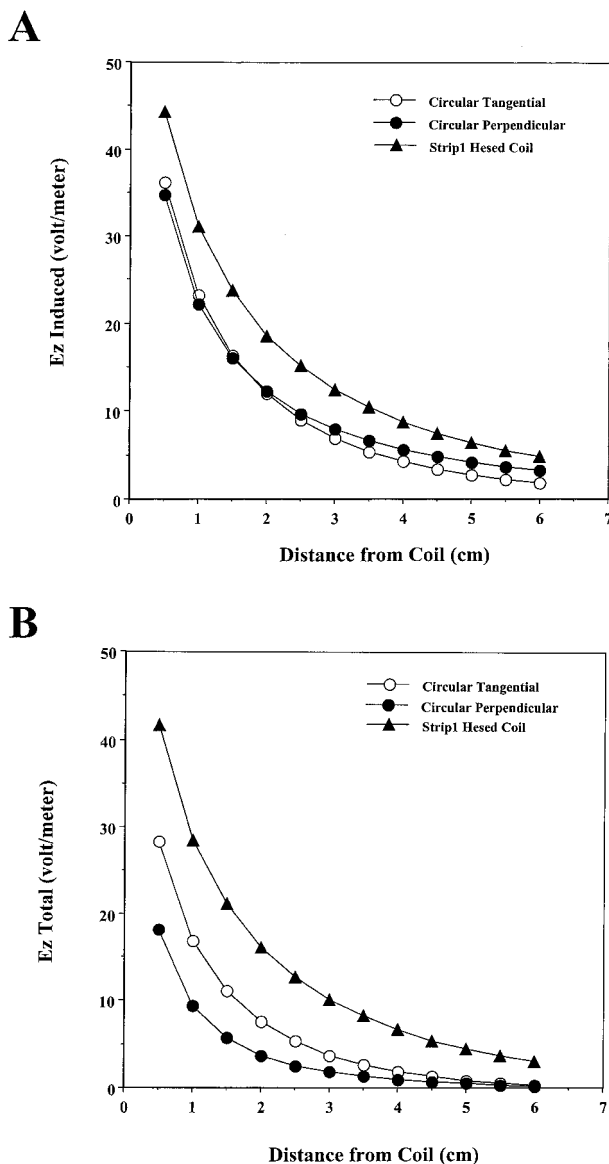 A
50
40
30
20
10
0
Ez Induced (volt/meter)
Circular Tangential
Circular Perpendicular
Strip1 Hesed Coil
0 1 2 3 4 5 6 7
Distance from Coil (cm)
B
50
40
30
20
10
0
Ez Total (volt/meter)
Circular Tangential
Circular Perpendicular
Strip1 Hesed Coil
0 1 2 3 4 5 6 7
Distance from Coil (cm)